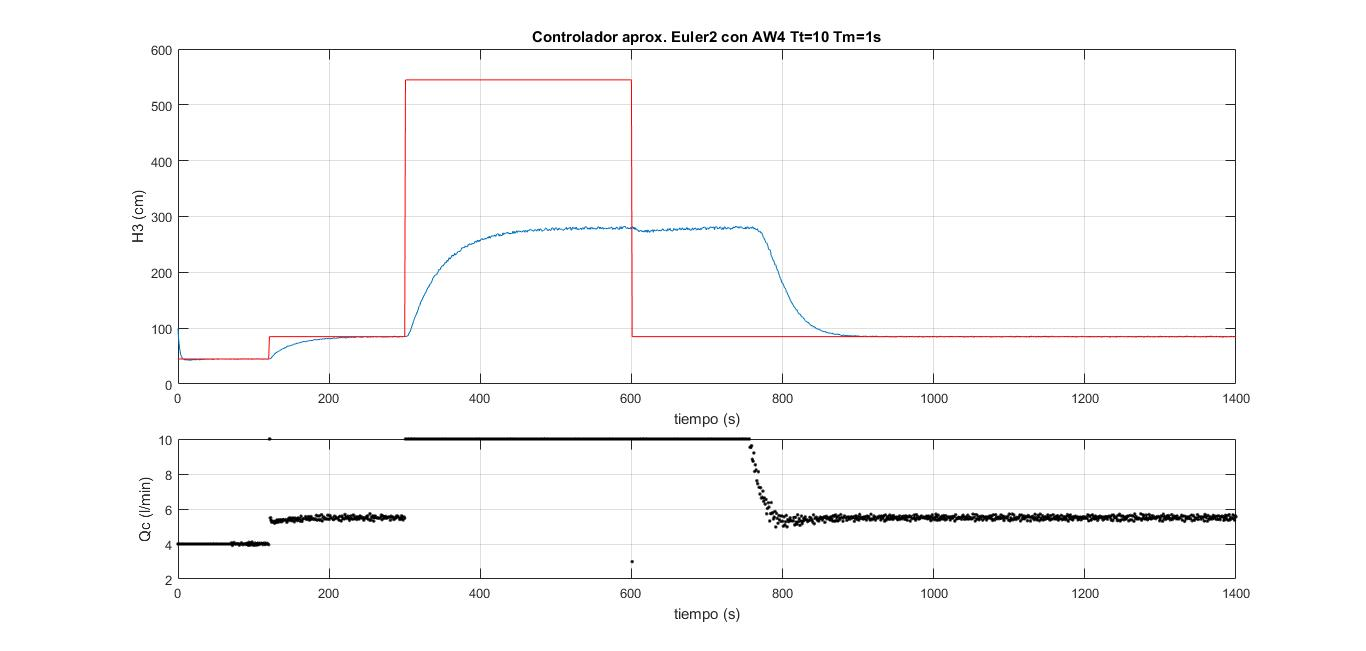 Controlador aprox. Euler2 con AW4 Tt=10 Tm=1s
600
500
400
300
200
100
0
H3 (cm)
0 200 400 600 800 1000 1200 1400
tiempo (s)
10
8
6
4
2
Qc (l/min)
0 200 400 600 800 1000 1200 1400
tiempo (s)